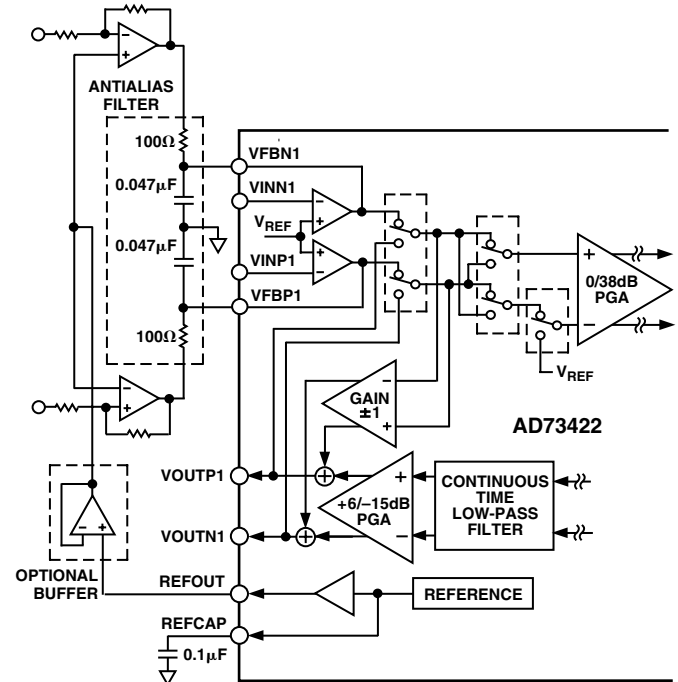 ANTIALIAS
FILTER
100Ω
0.047μF
0.047μF
100Ω
VFBN1
VINN1
VREF
VINP1
VFBP1
0/38dB
PGA
VREF
GAIN
±1
AD73422
VOUTP1
+6/–15dB
PGA
CONTINUOUS
TIME
LOW-PASS
FILTER
VOUTN1
OPTIONAL
BUFFER
REFOUT
REFERENCE
REFCAP
0.1μF